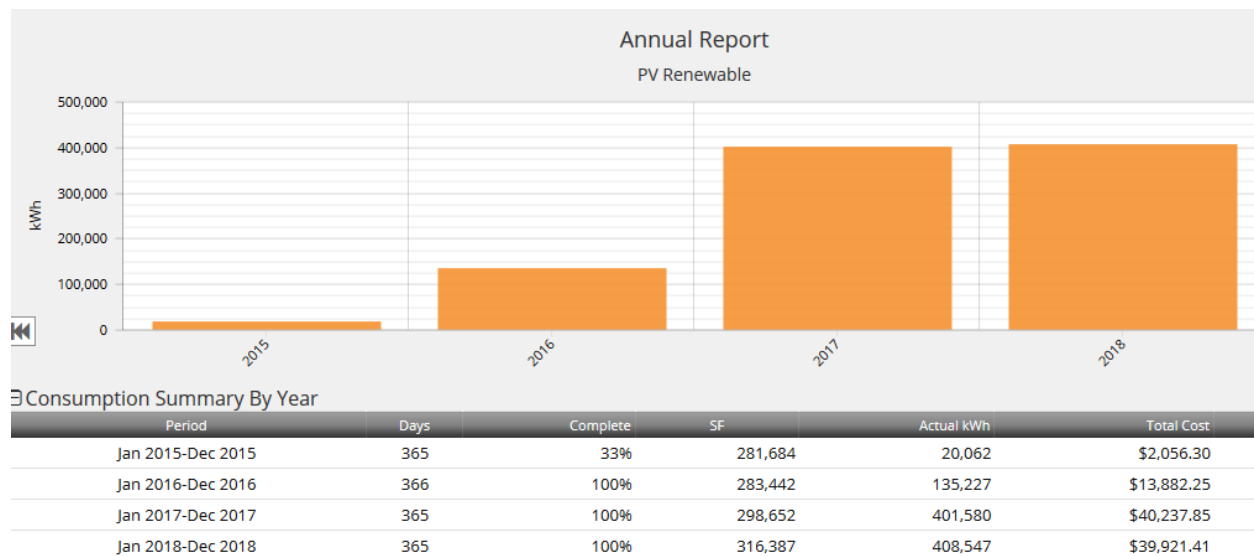 Annual Report
PV Renewable
500,000
400,000
300,000
200,000
100,000
0
kWh
2015 2016 2017 2018
Consumption Summary By Year
Period Days Complete SF Actual kWh Total Cost
Jan 2015-Dec 2015 365 33% 281,684 20,062 $2,056.30
Jan 2016-Dec 2016 366 100% 283,442 135,227 $13,882.25
Jan 2017-Dec 2017 365 100% 298,652 401,580 $40,237.85
Jan 2018-Dec 2018 365 100% 316,387 408,547 $39,921.41